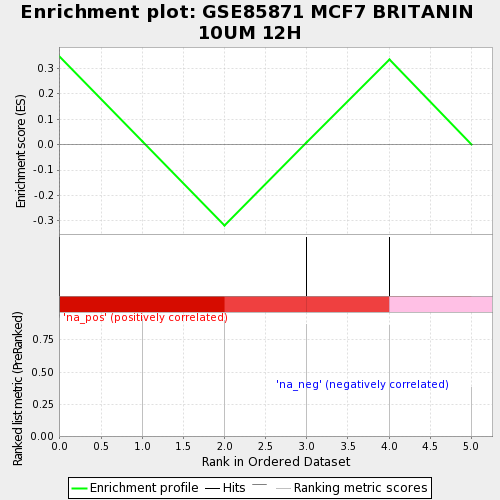 Enrichment plot: GSE85871 MCF7 BRITANIN
10UM 12H
Enrichment score (ES)
0.3
0.2
0.1
0.0
-0.1
-0.2
-0.3
'na_pos' (positively correlated)
Ranked list metric (PreRanked)
0.75
0.50
0.25
0.00
'na_neg' (negatively correlated)
0.0 0.5 1.0 1.5 2.0 2.5 3.0 3.5 4.0 4.5 5.0
Rank in Ordered Dataset
Enrichment profile Hits Ranking metric scores